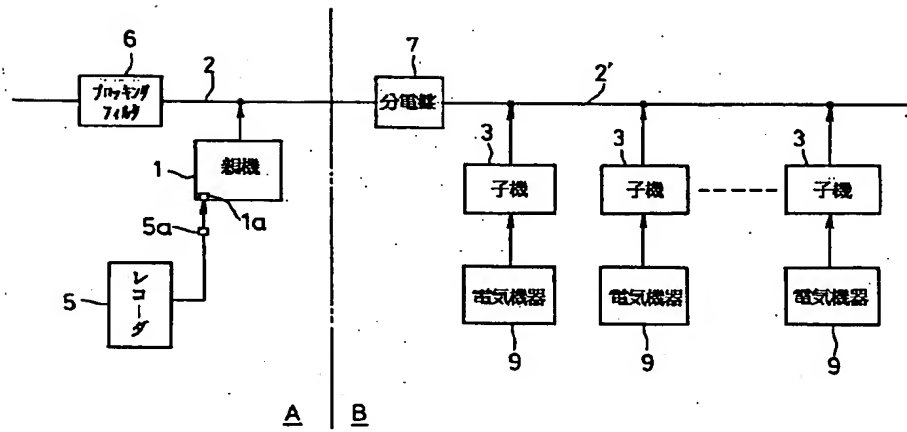 6
ブロッキング
フィルタ
2
7
分電盤
2'
親機
1
1a
5a
レコーダ
5
3
子機
3
子機
3
子機
電気機器
電気機器
電気機器
9
9
9
A
B